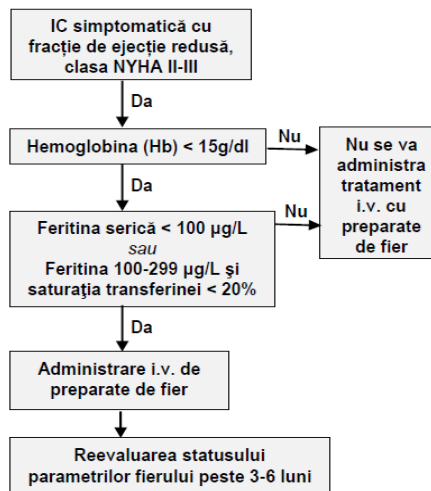 IC simptomatică cu
fracție de ejecție redusă,
clasa NYHA II-III
Da
Hemoglobina (Hb) < 15g/dl
Nu
Nu se va
administra
tratament
i.v. cu
preparate
de fier
Da
Feritina serică < 100 µg/L
sau
Feritina 100-299 µg/L şi
saturaţia transferinei < 20%
Nu
Da
Administrare i.v. de
preparate de fier
Reevaluarea statusului
parametrilor fierului peste 3-6 luni